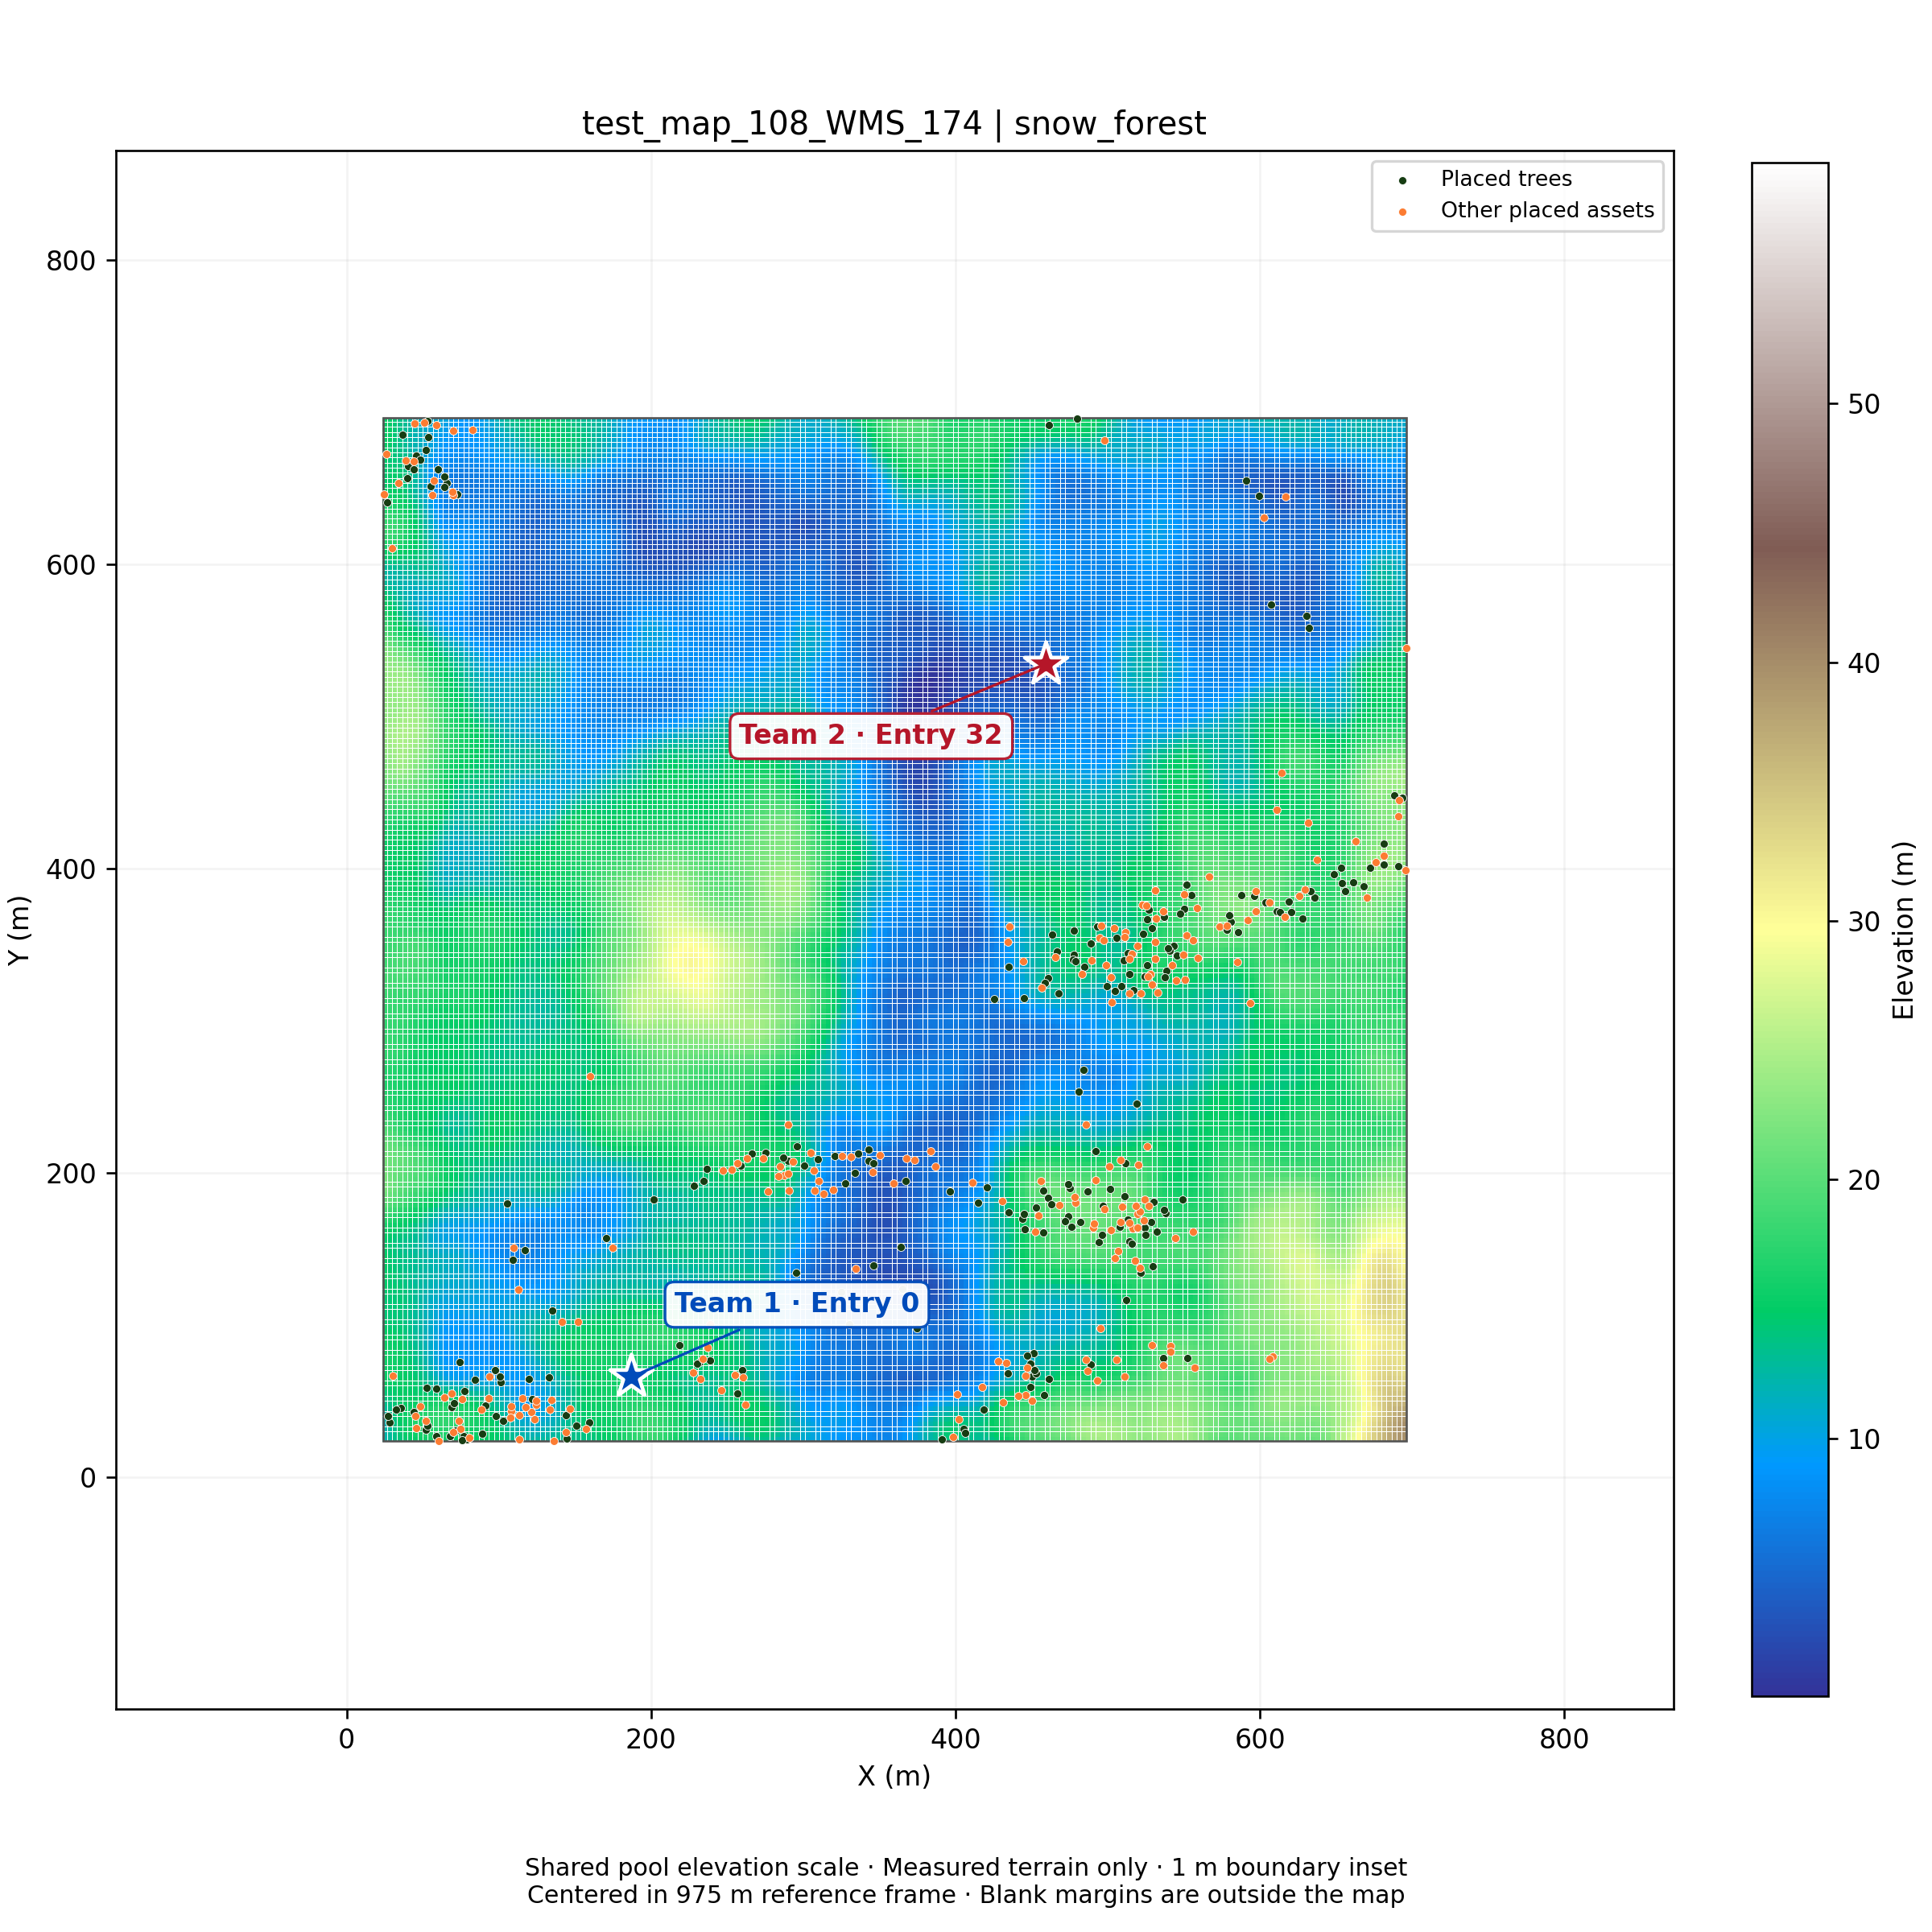 test_map_108_WMS_174 | snow_forest
Placed trees
Other placed assets
800
600
400
200
0
Y (m)
Team 2 · Entry 32
Team 1 · Entry 0
0
200
400
600
800
X (m)
50
40
30
20
10
Elevation (m)
Shared pool elevation scale · Measured terrain only · 1 m boundary inset
Centered in 975 m reference frame · Blank margins are outside the map